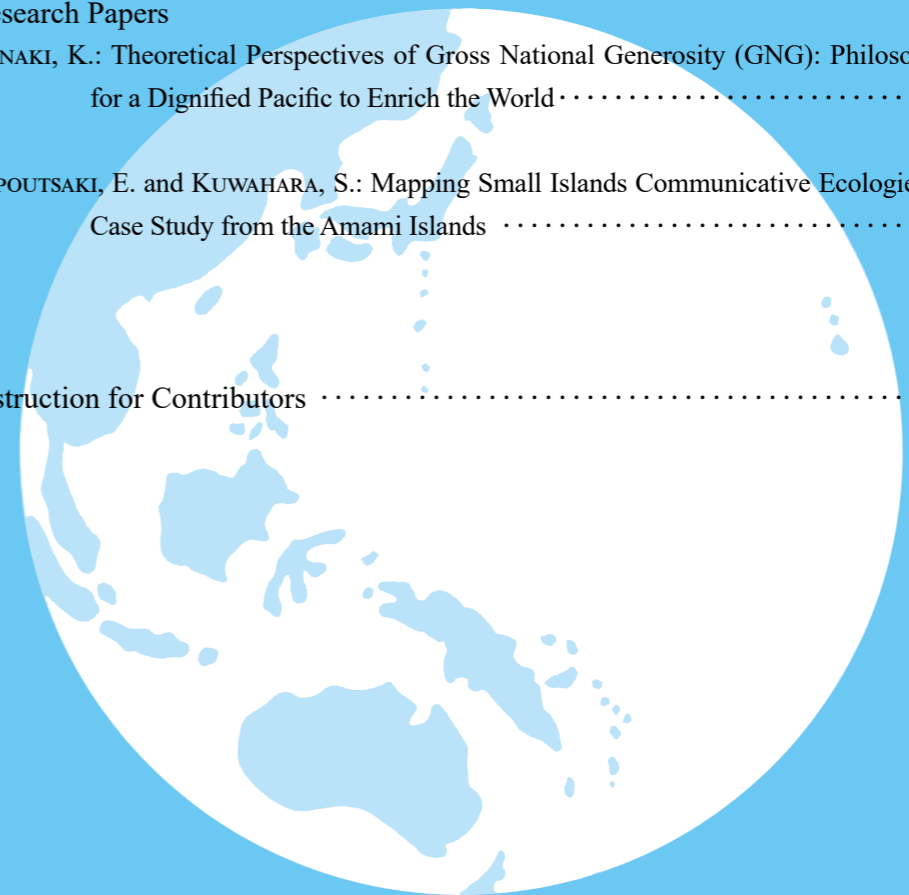 search Papers
NAKI, K.: Theoretical Perspectives of Gross National Generosity (GNG): Philoso
for a Dignified Pacific to Enrich the World
POUTSAKI, E. and KUWAHARA, S.: Mapping Small Islands Communicative Ecologie
Case Study from the Amami Islands
struction for Contributors